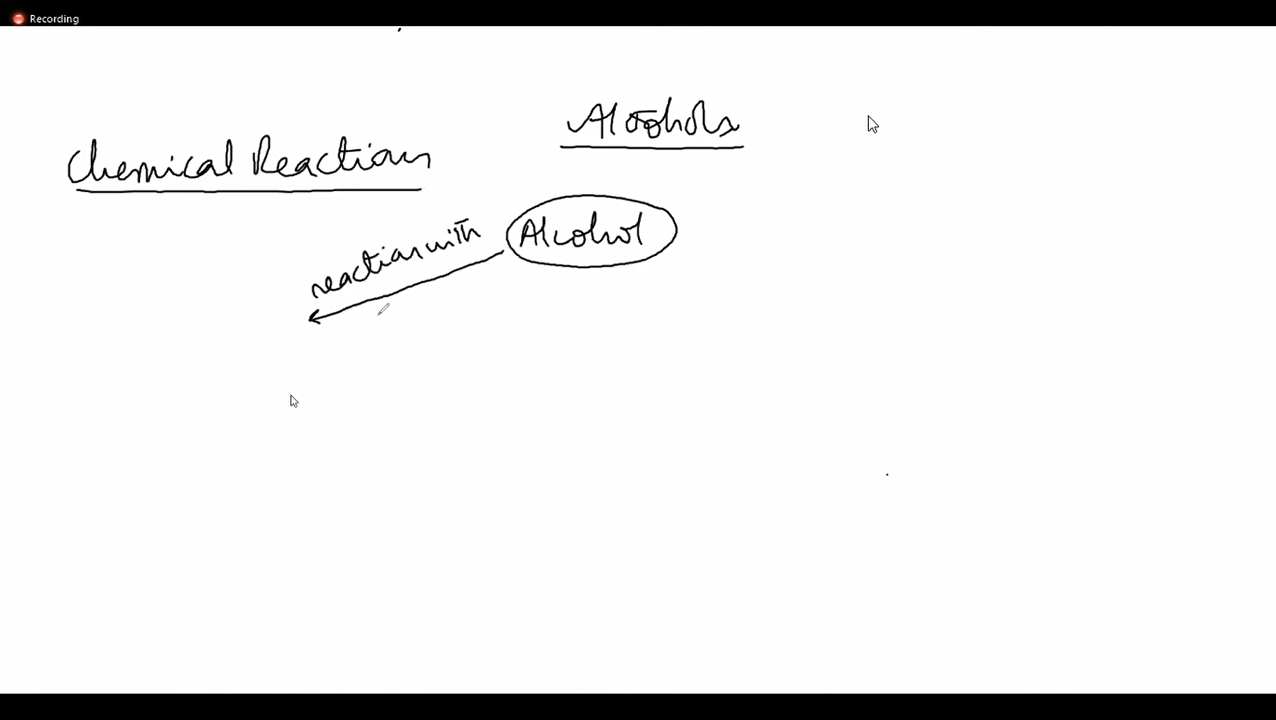 Recording
Alcohols
Chemical Reactions
reaction with
Alcohol